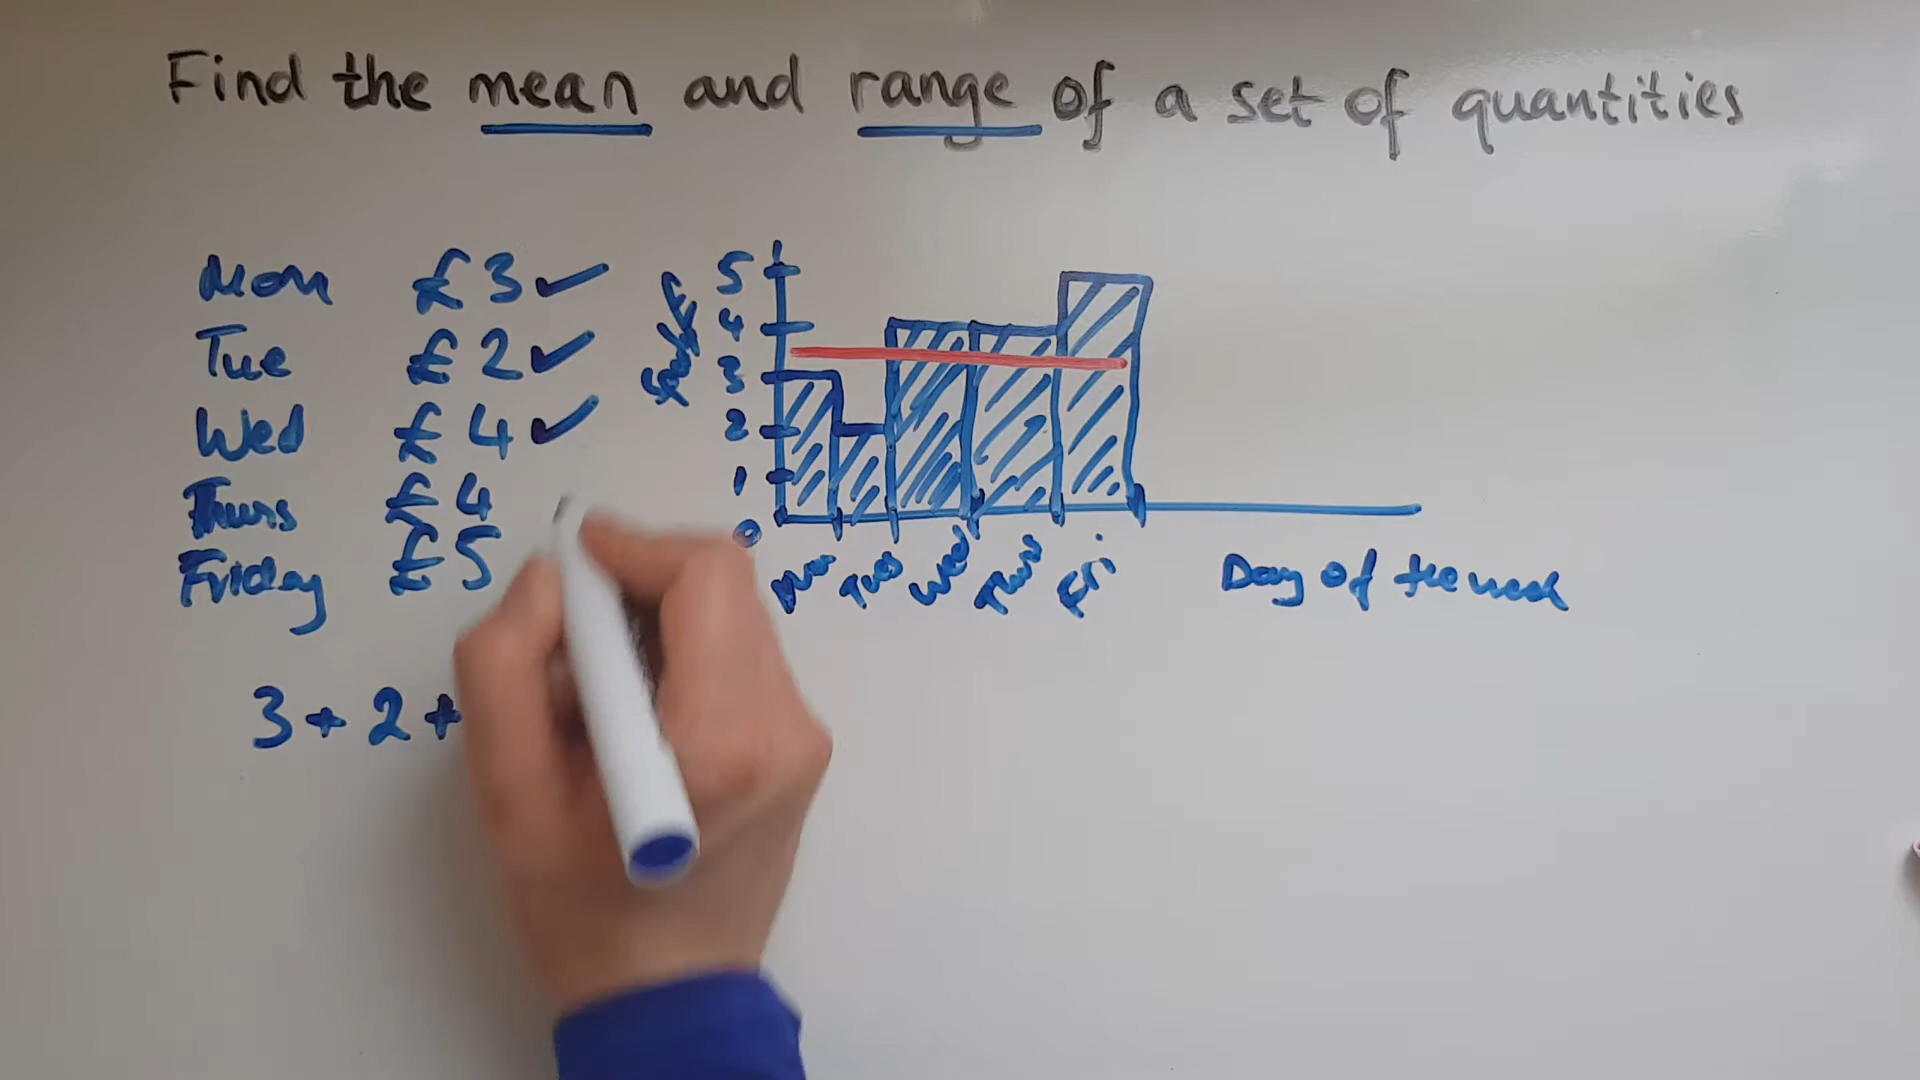 Find the mean and range of a set of quantities
Mon £3 ✓
Tue £2 ✓
Wed £4 ✓
Thurs £4
Friday £5
3 + 2 +
5
4
3
2
1
0
Mon Tues Wed Thurs Fri.
Day of the week